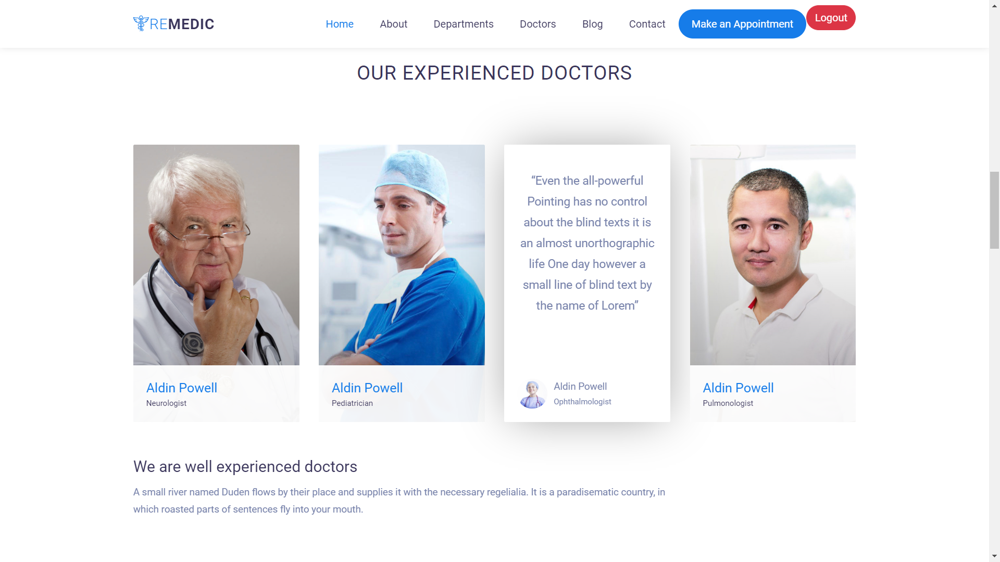 REMEDIC
Home
About
Departments
Doctors
Blog
Contact
Make an Appointment
Logout
OUR EXPERIENCED DOCTORS
Aldin Powell
Neurologist
Aldin Powell
Pediatrician
“Even the all-powerful
Pointing has no control
about the blind texts it is
an almost unorthographic
life One day however a
small line of blind text by
the name of Lorem”
Aldin Powell
Ophthalmologist
Aldin Powell
Pulmonologist
We are well experienced doctors
A small river named Duden flows by their place and supplies it with the necessary regelialia. It is a paradisematic country, in
which roasted parts of sentences fly into your mouth.